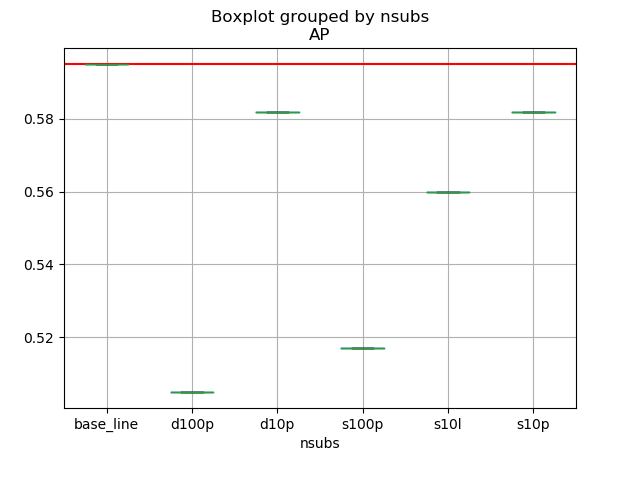 Boxplot grouped by nsubs
AP
0.58
0.56
0.54
0.52
base_line d100p d10p s100p s10l s10p
nsubs